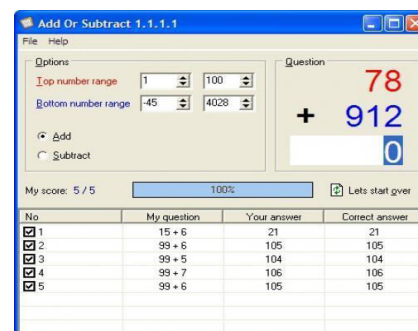 Add Or Subtract 1.1.1.1
File Help
Options
Top number range 1 100
Bottom number range -45 4028
Add
Subtract
Question
78
+ 912
0
My score: 5 / 5 100% Lets start over
No My question Your answer Correct answer
1 15 + 6 21 21
2 99 + 6 105 105
3 99 + 5 104 104
4 99 + 7 106 106
5 99 + 6 105 105